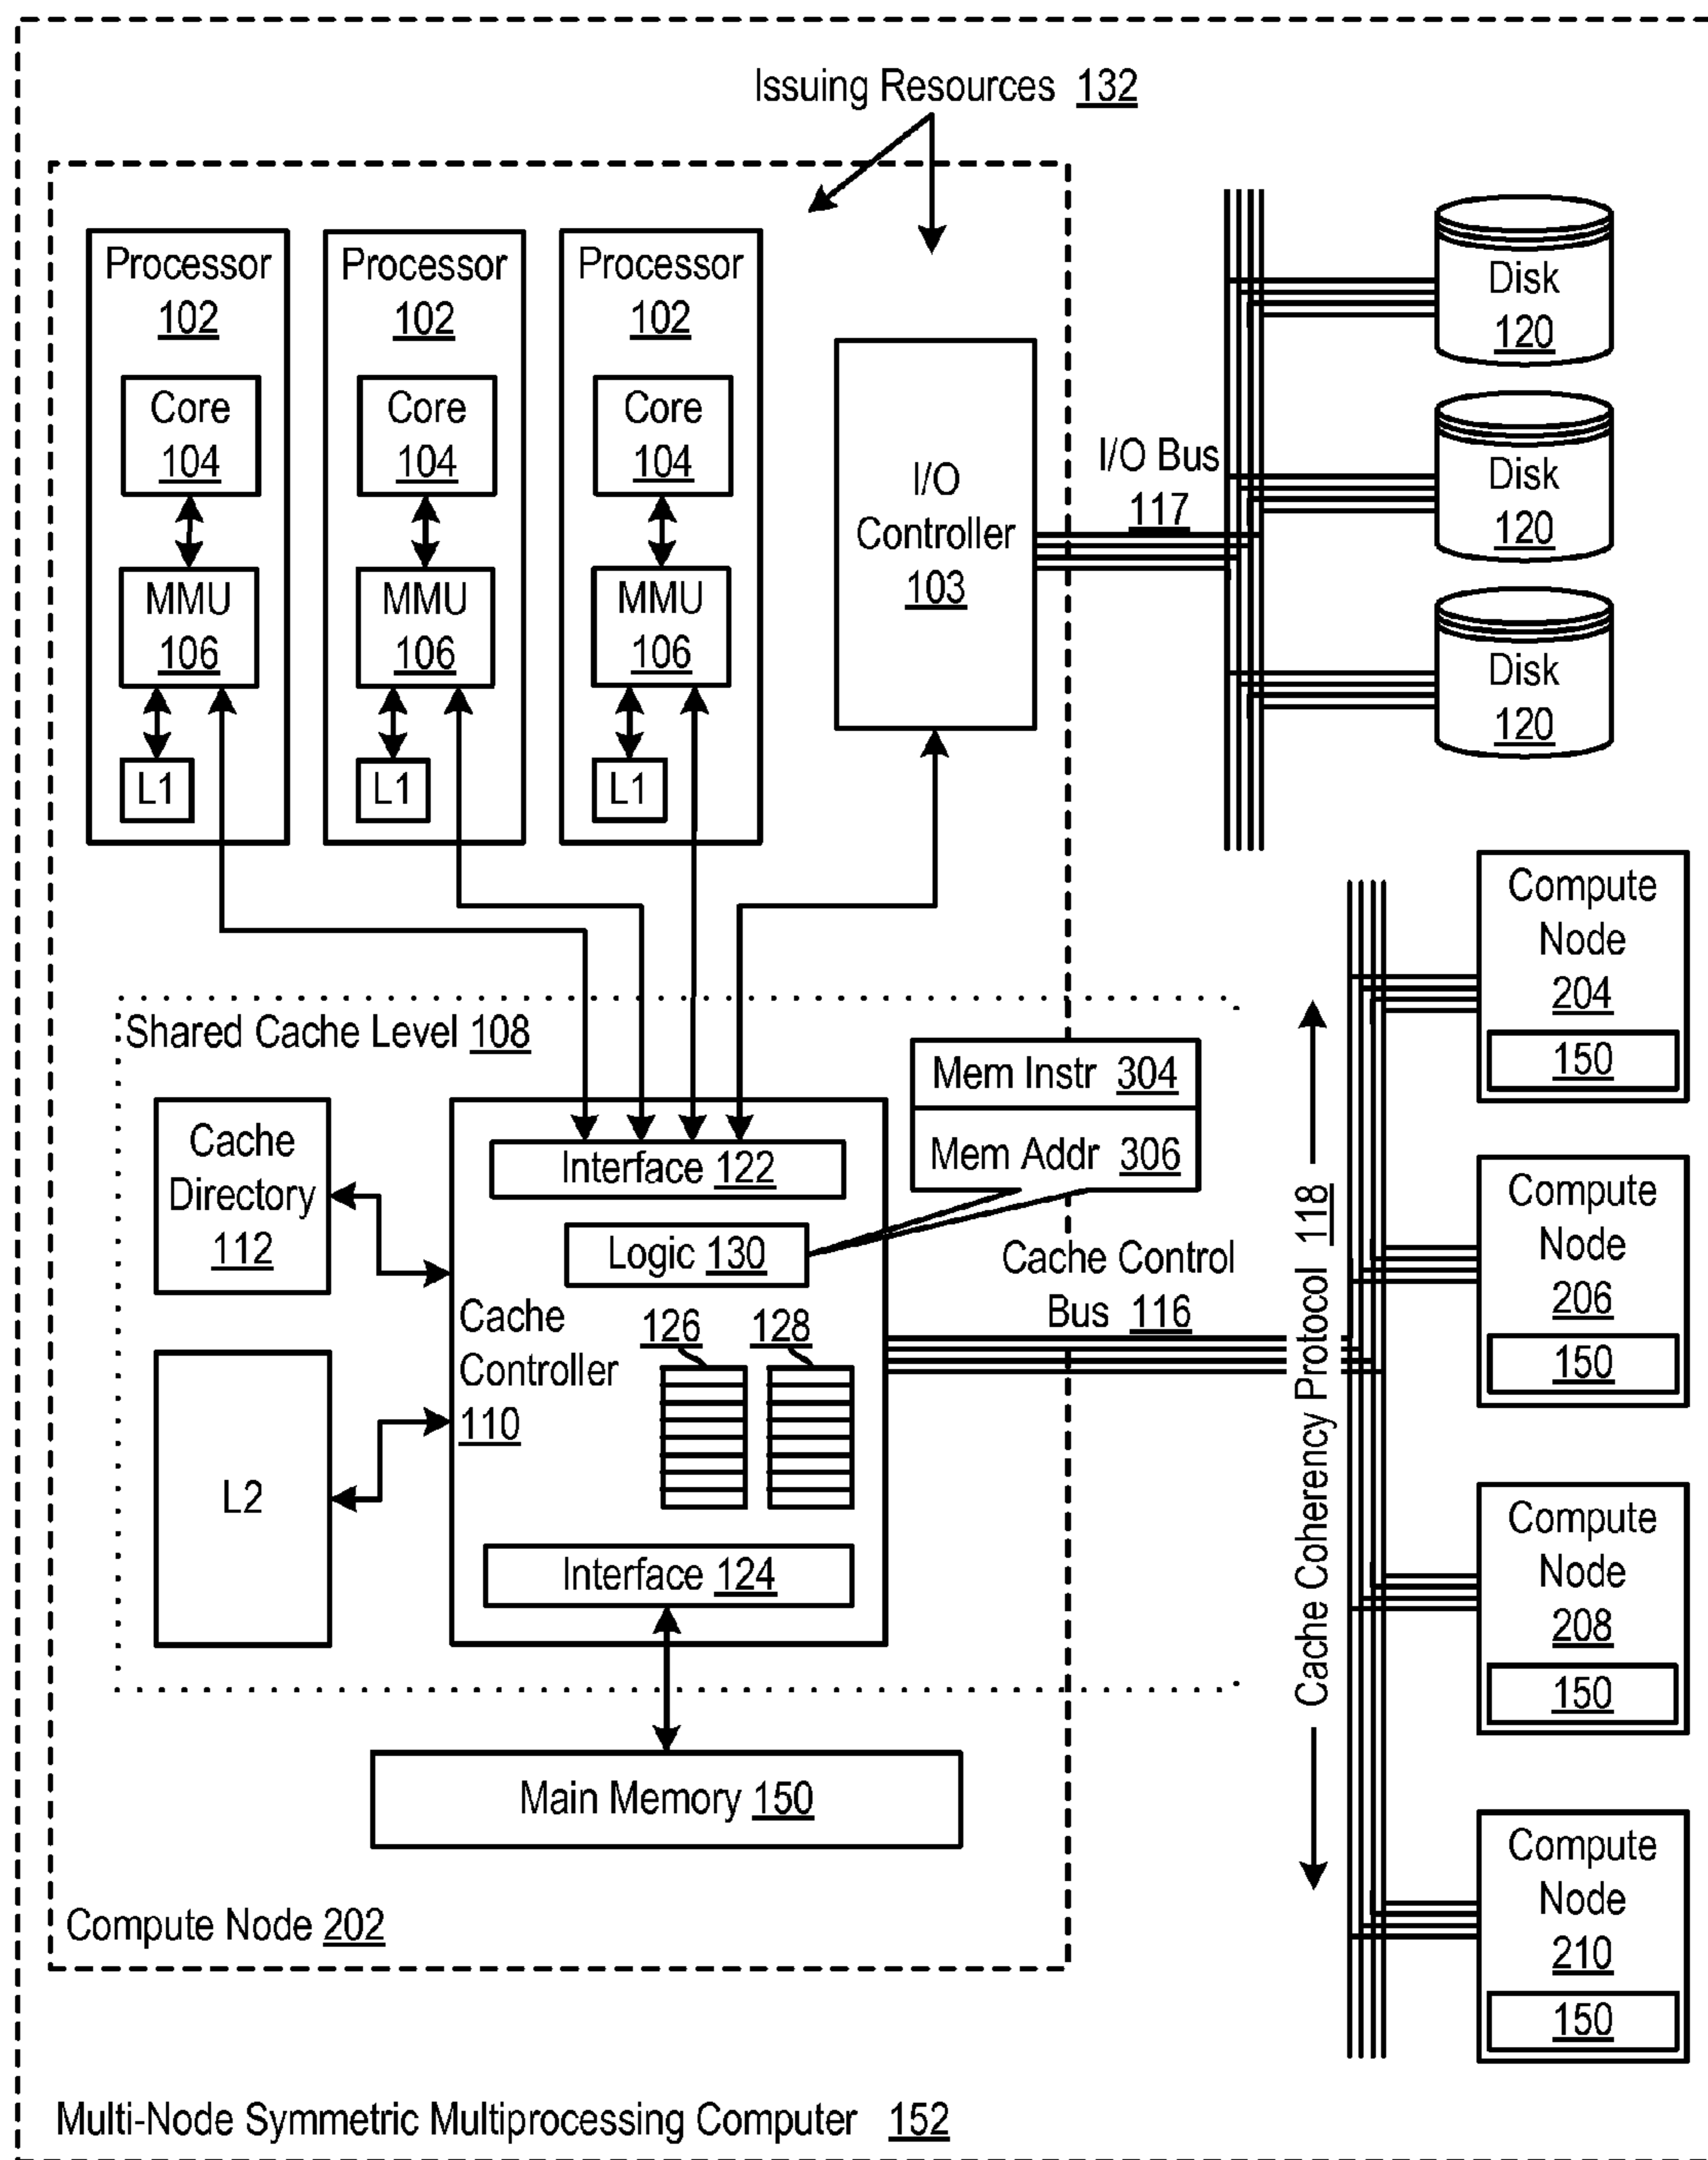 Issuing Resources 132
Processor
102
Core
104
MMU
106
L1
Processor
102
Core
104
MMU
106
L1
Processor
102
Core
104
MMU
106
L1
I/O
Controller
103
I/O Bus
117
Disk
120
Disk
120
Disk
120
Shared Cache Level 108
Cache
Directory
112
L2
Interface 122
Logic 130
Cache
Controller
110
126
128
Interface 124
Mem Instr 304
Mem Addr 306
Cache Control
Bus 116
Cache Coherency Protocol 118
Compute
Node
204
150
Compute
Node
206
150
Compute
Node
208
150
Compute
Node
210
150
Main Memory 150
Compute Node 202
Multi-Node Symmetric Multiprocessing Computer 152